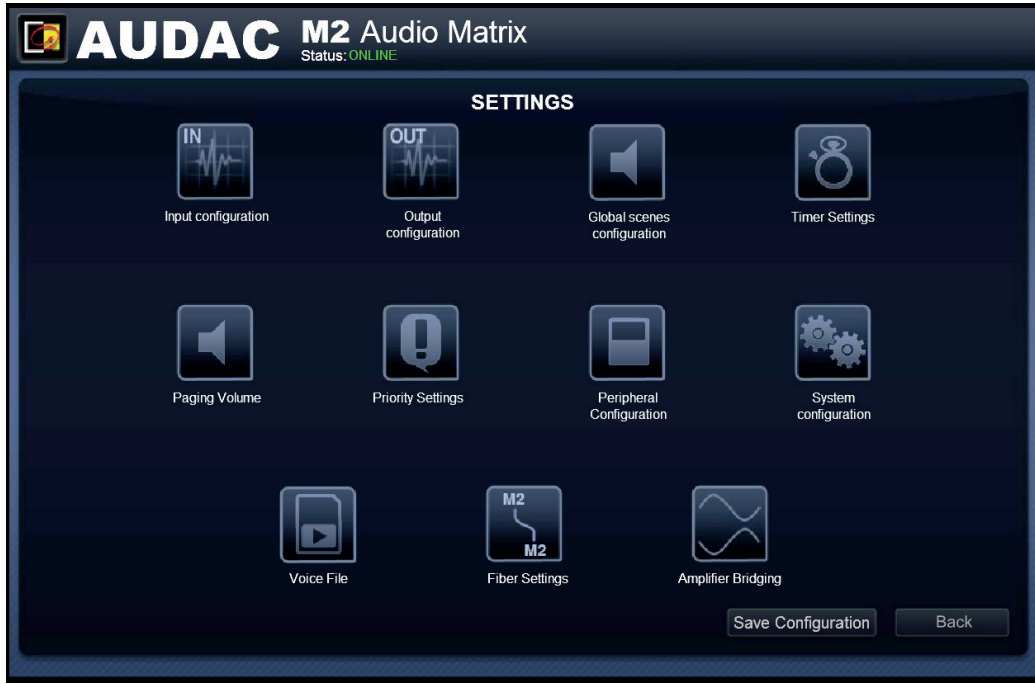 AUDAC
M2 Audio Matrix
Status: ONLINE
SETTINGS
IN
Input configuration
OUT
Output
configuration
Global scenes
configuration
Timer Settings
Paging Volume
Priority Settings
Peripheral
Configuration
System
configuration
Voice File
M2
M2
Fiber Settings
Amplifier Bridging
Save Configuration
Back